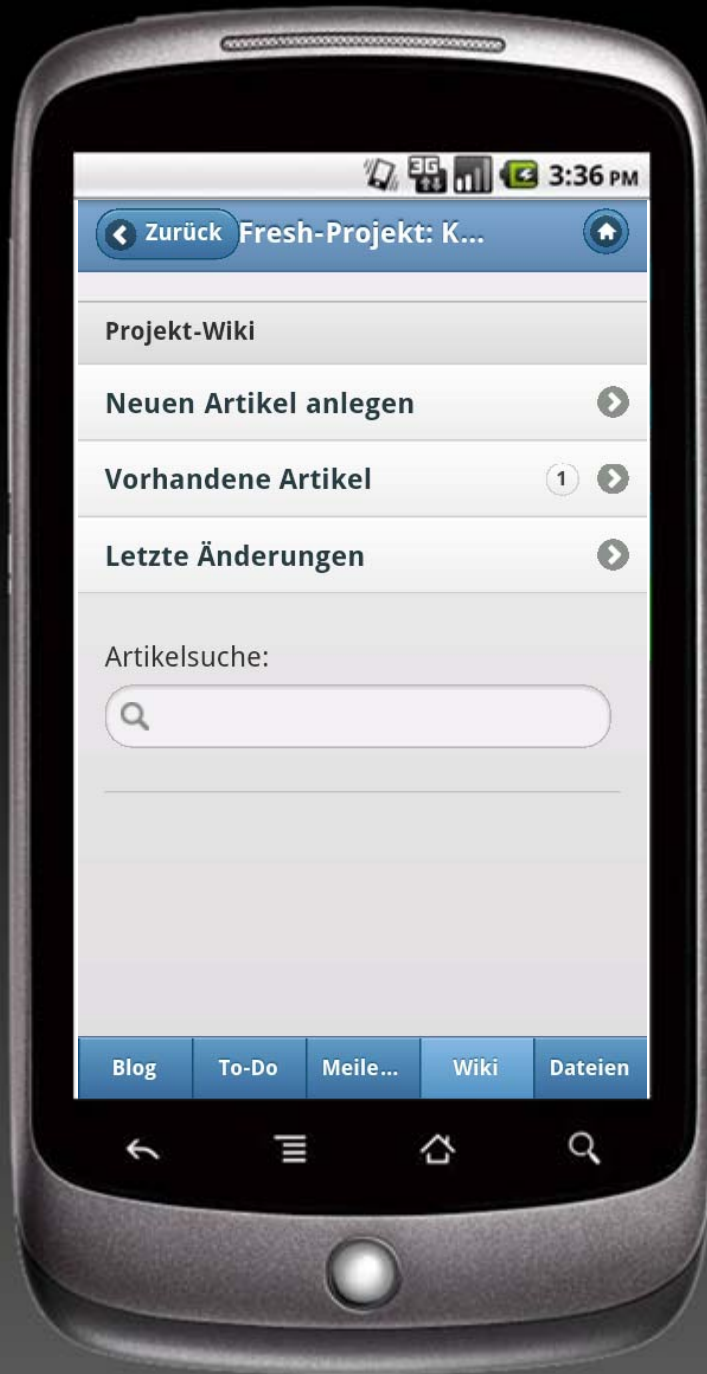 3G 3:36 PM
Zurück Fresh-Projekt: K...
Projekt-Wiki
Neuen Artikel anlegen
Vorhandene Artikel 1
Letzte Änderungen
Artikelsuche:
Blog To-Do Meile... Wiki Dateien